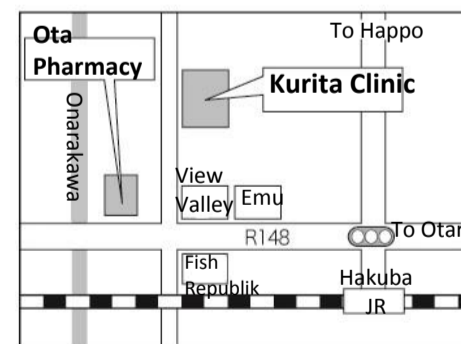 Ota
Pharmacy
To Happo
Kurita Clinic
Onarakawa
View
Valley
Emu
R148
To Otar
Fish
Republik
Hakuba
JR